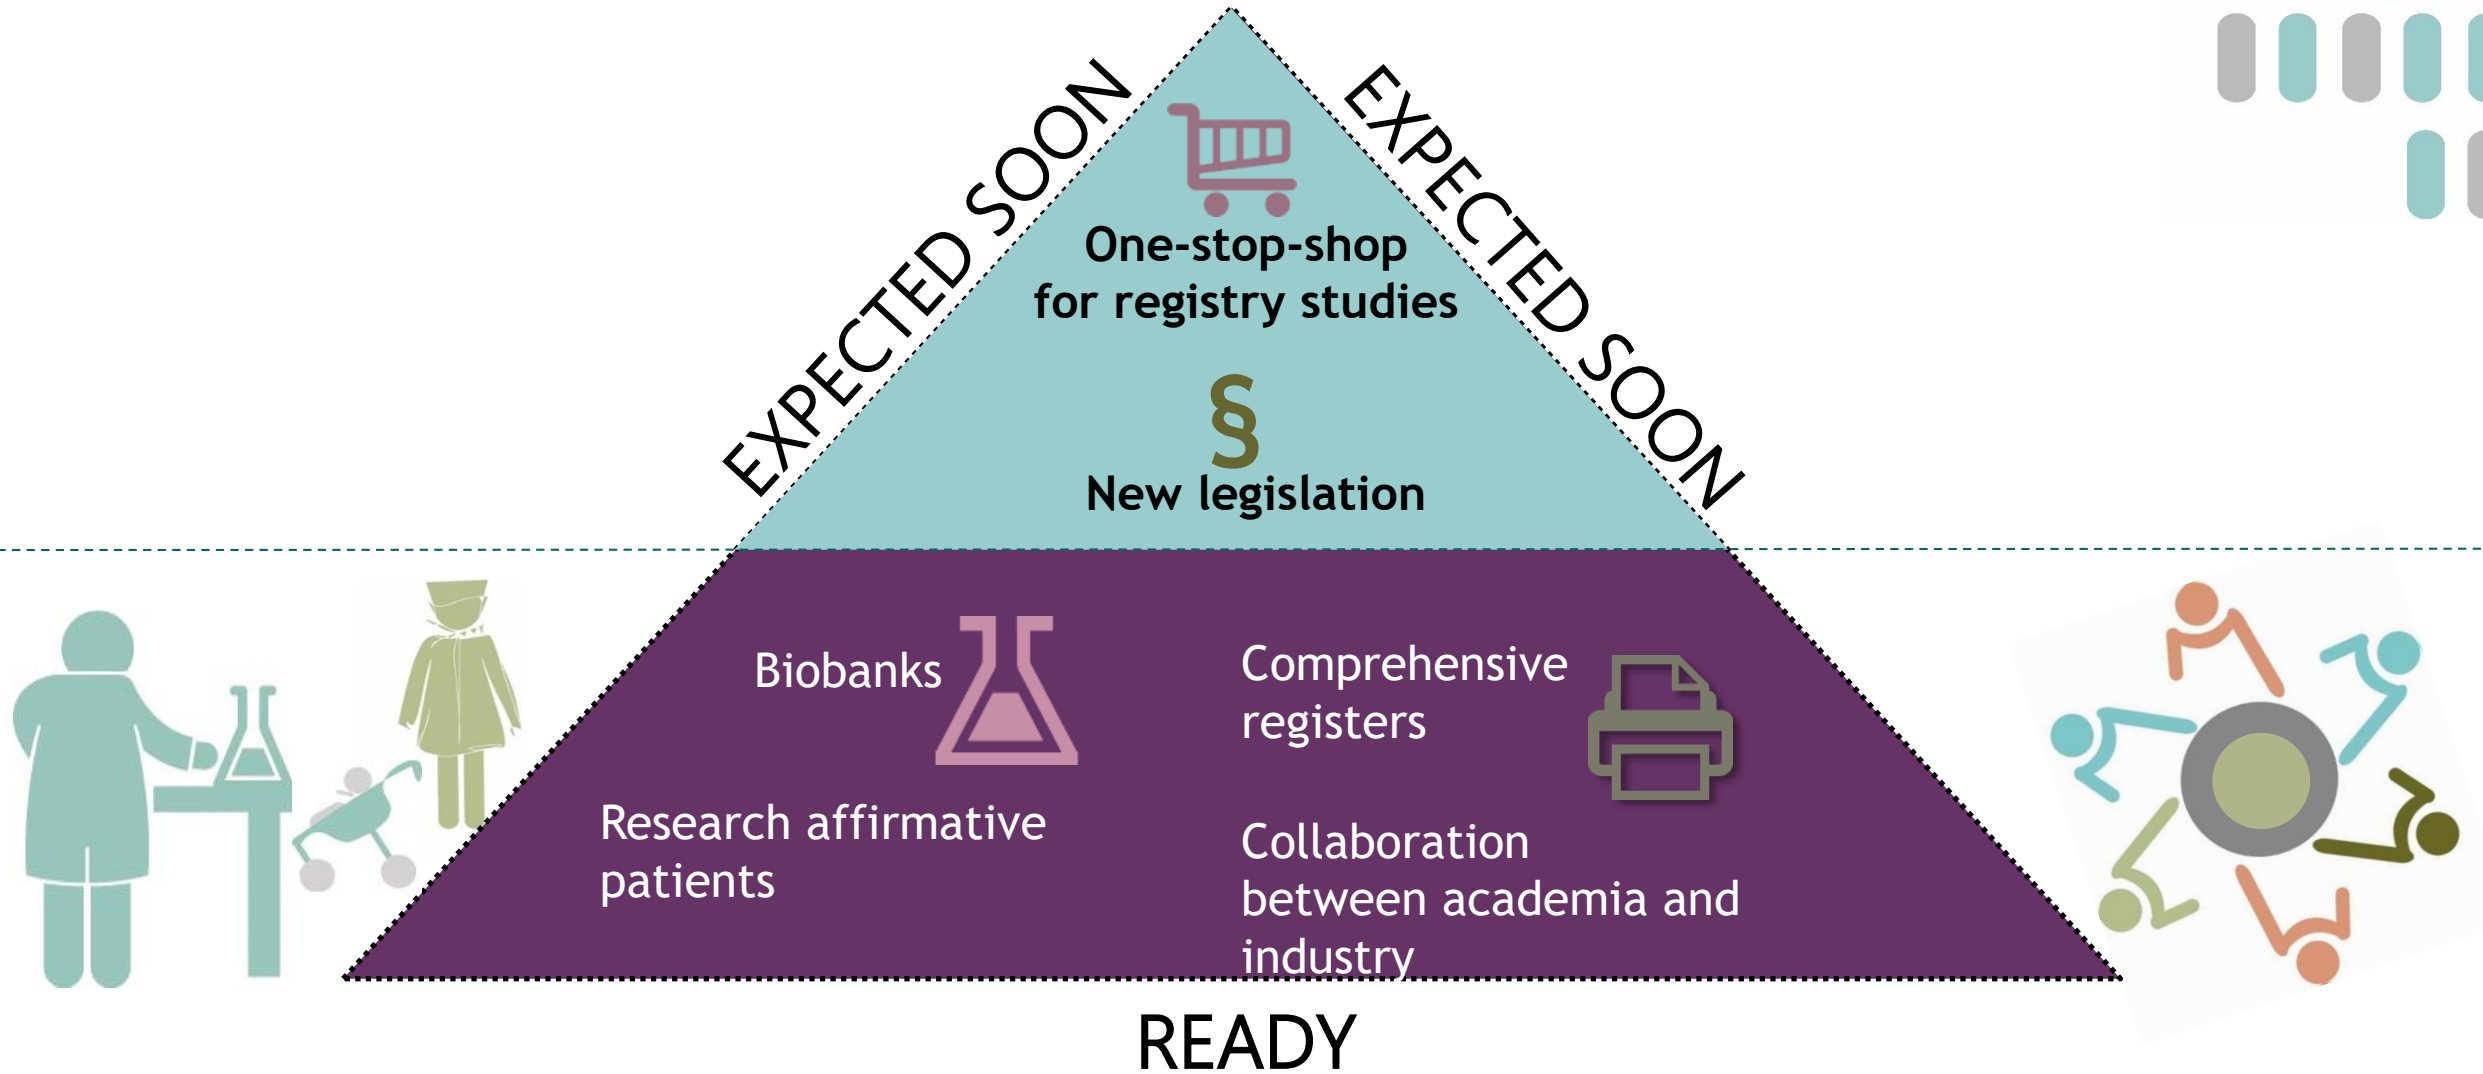 EXPECTED SOON
EXPECTED SOON
One-stop-shop
for registry studies
§
New legislation
Biobanks
Comprehensive
registers
Research affirmative
patients
Collaboration
between academia and
industry
READY